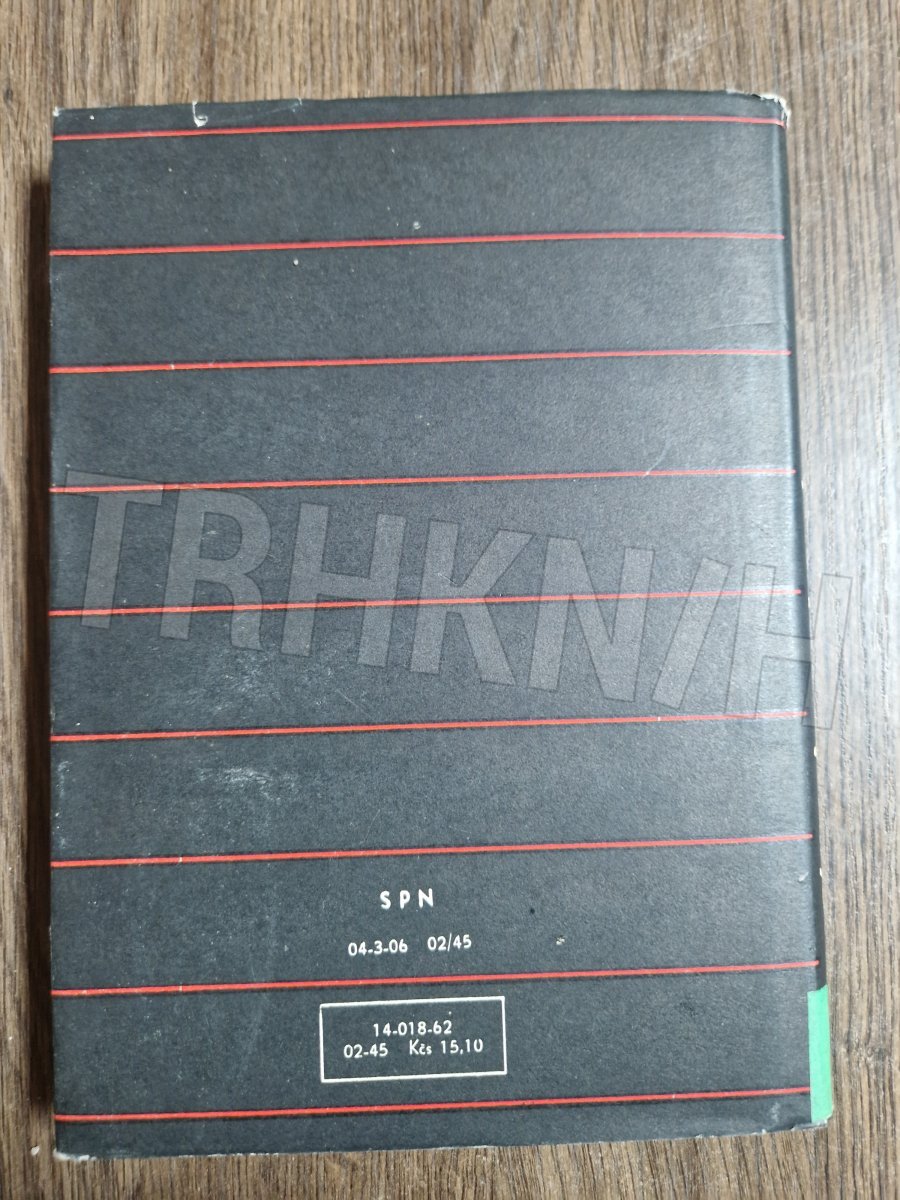 TRHKNIH
SPN
04-3-06 02/45
14-018-62
02-45 Kčs 15,10